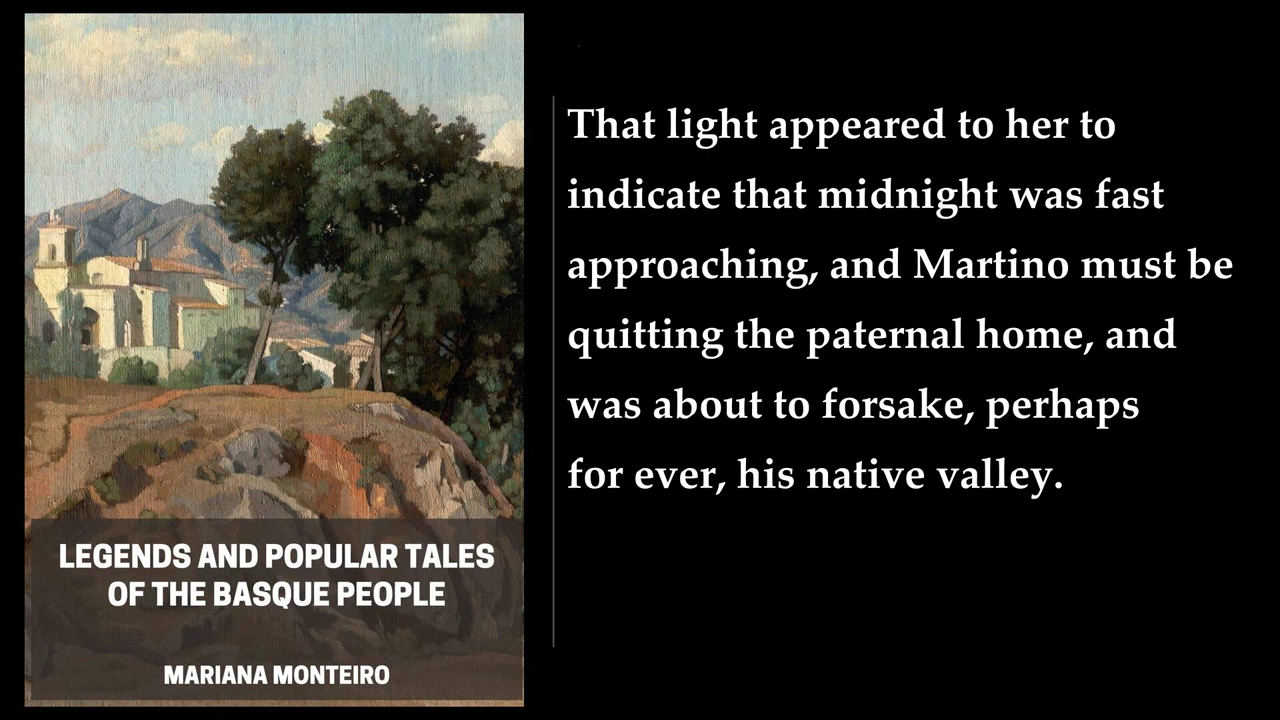 That light appeared to her to
indicate that midnight was fast
approaching, and Martino must be
quitting the paternal home, and
was about to forsake, perhaps
for ever, his native valley.
LEGENDS AND POPULAR TALES
OF THE BASQUE PEOPLE
MARIANA MONTEIRO